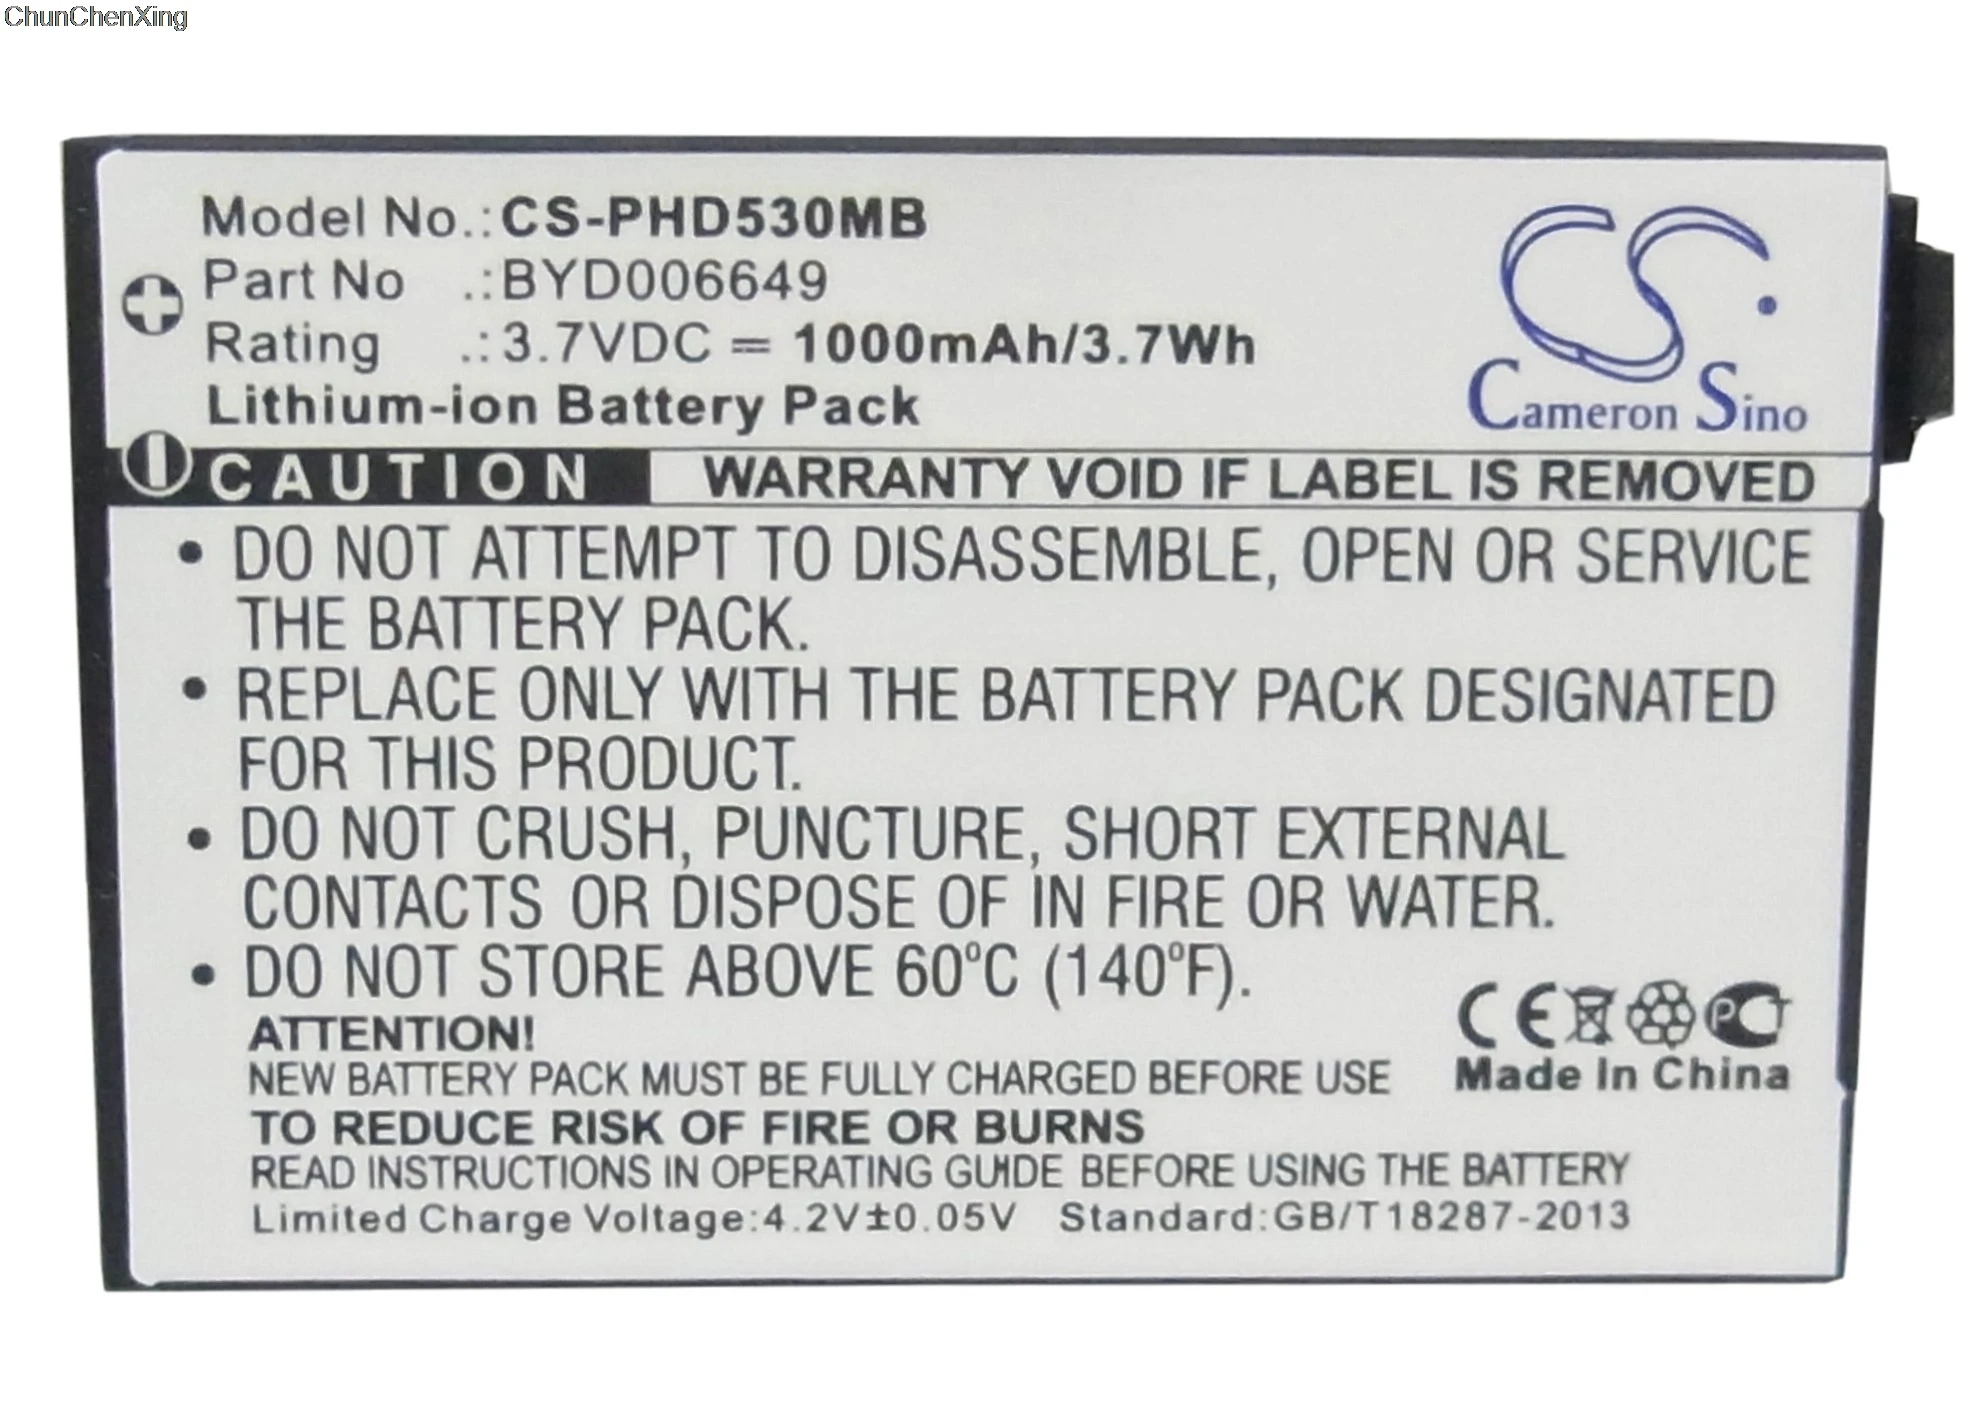 ChunChenXing
Model No.:CS-PHD530MB
Part No .:BYD006649
Rating .:3.7VDC = 1000mAh/3.7Wh
Lithium-ion Battery Pack
CS
Cameron Sino
CAUTION WARRANTY VOID IF LABEL IS REMOVED
• DO NOT ATTEMPT TO DISASSEMBLE, OPEN OR SERVICE
THE BATTERY PACK.
• REPLACE ONLY WITH THE BATTERY PACK DESIGNATED
FOR THIS PRODUCT.
• DO NOT CRUSH, PUNCTURE, SHORT EXTERNAL
CONTACTS OR DISPOSE OF IN FIRE OR WATER.
• DO NOT STORE ABOVE 60°C (140°F).
CE PCT
Made In China
ATTENTION!
NEW BATTERY PACK MUST BE FULLY CHARGED BEFORE USE
TO REDUCE RISK OF FIRE OR BURNS
READ INSTRUCTIONS IN OPERATING GUIDE BEFORE USING THE BATTERY
Limited Charge Voltage:4.2V±0.05V Standard:GB/T18287-2013